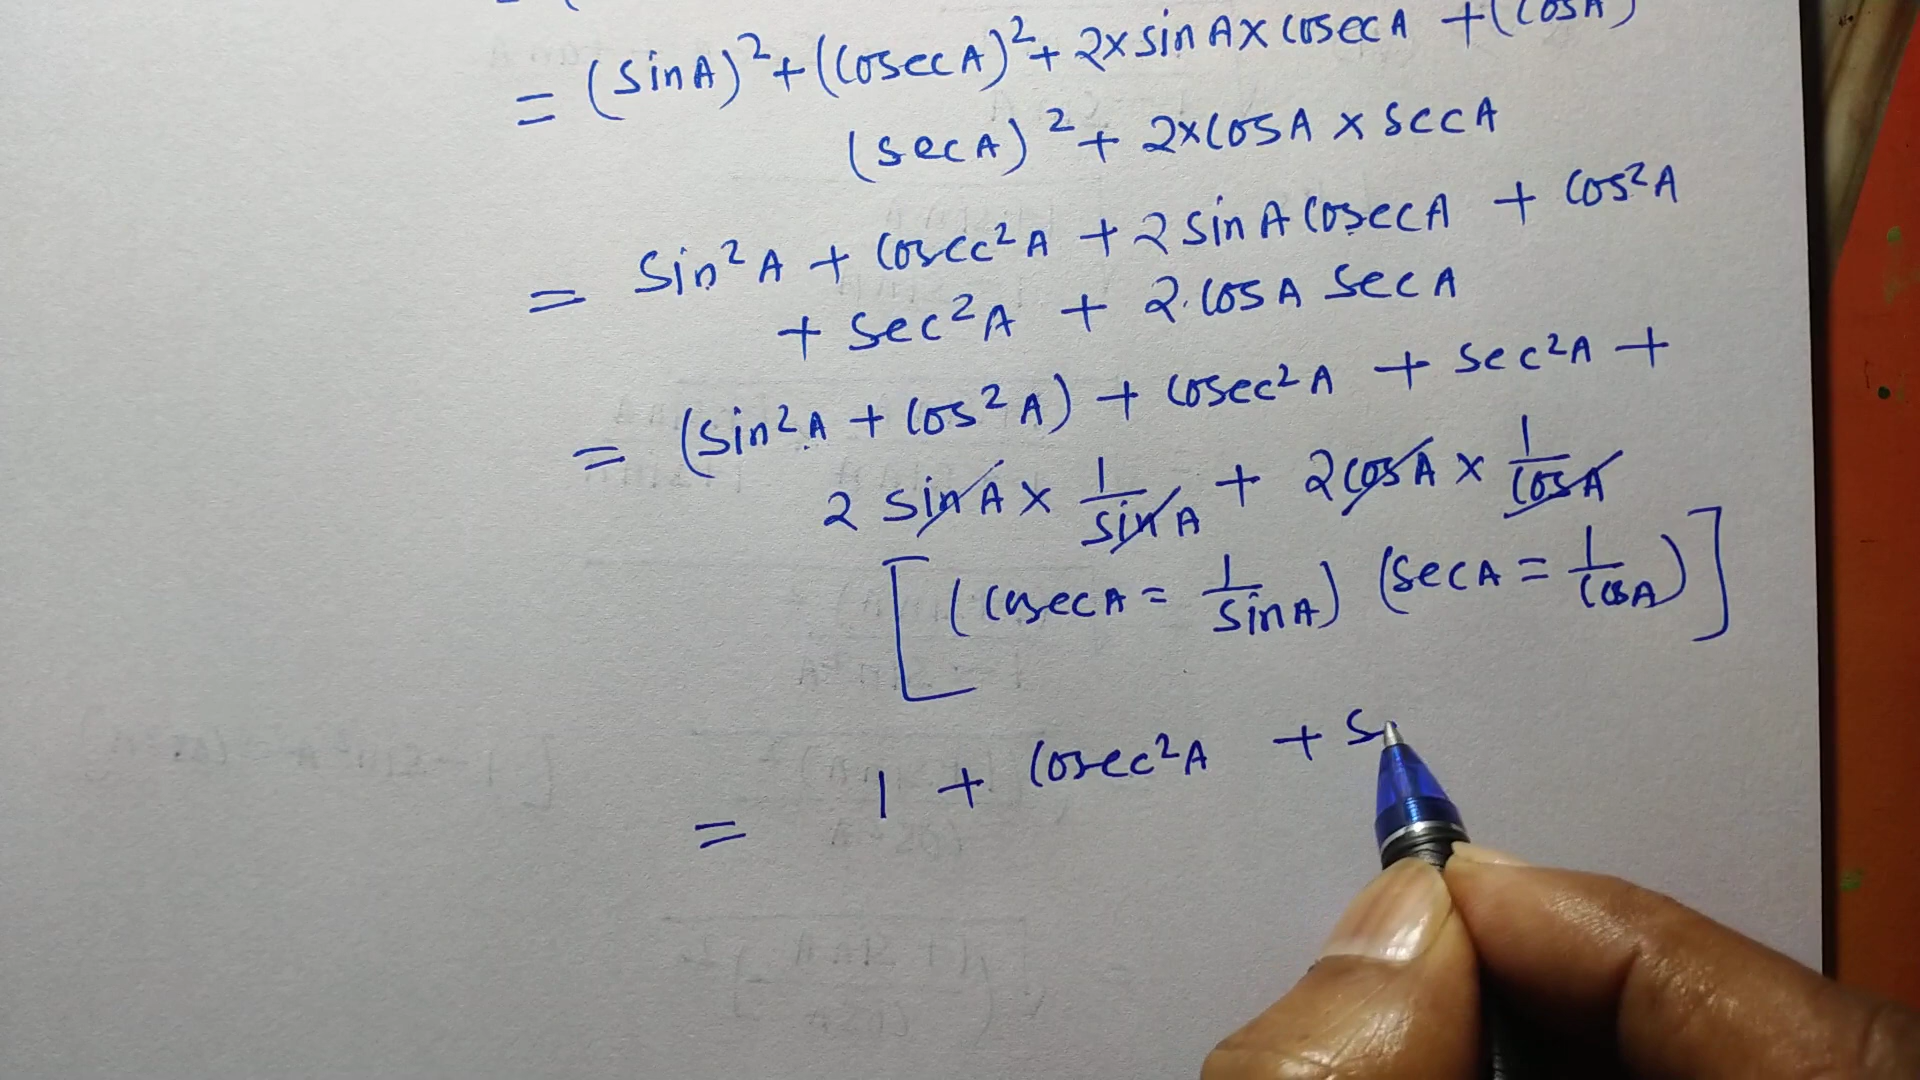 = (sinA)² + (cosecA)² + 2×sinA×cosecA + (cosA)
(secA)² + 2×cosA × secA
= sin²A + cosec²A + 2 sinA cosecA + cos²A
+ sec²A + 2.cosA secA
= (sin²A + cos²A) + cosec²A + sec²A +
2 sinA × 1/sinA + 2cosA × 1/cosA
[(cosecA = 1/sinA) (secA = 1/cosA)]
= 1 + cosec²A + s